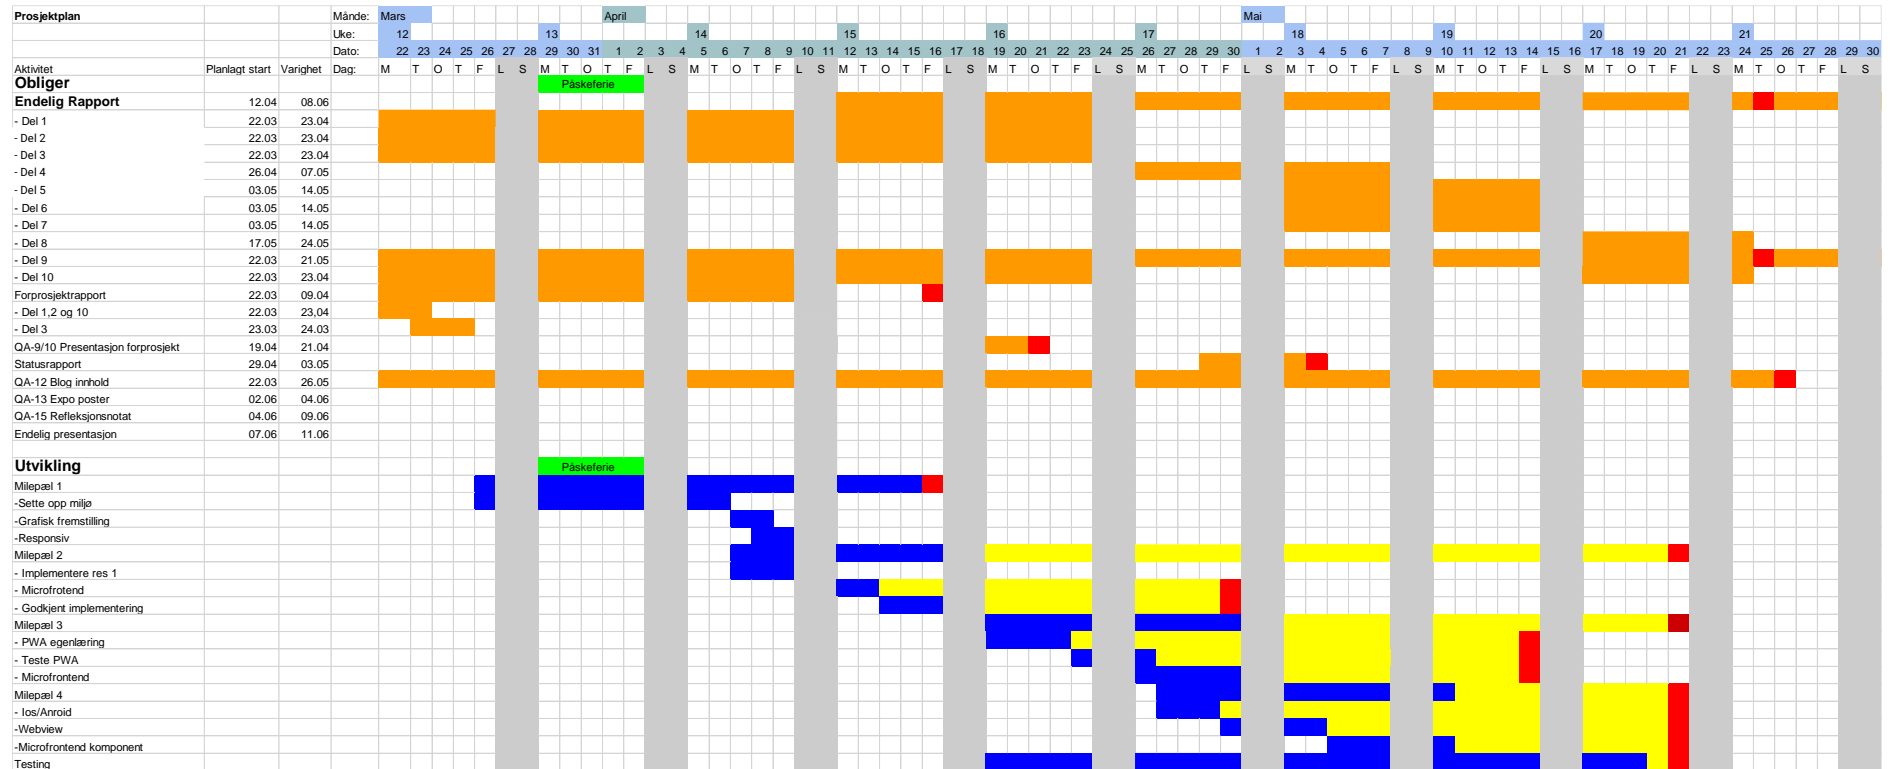 Prosjektplan Månde: Mars April Mai
Uke: 12 13 14 15 16 17 18 19 20 21
Dato: 22 23 24 25 26 27 28 29 30 31 1 2 3 4 5 6 7 8 9 10 11 12 13 14 15 16 17 18 19 20 21 22 23 24 25 26 27 28 29 30 1 2 3 4 5 6 7 8 9 10 11 12 13 14 15 16 17 18 19 20 21 22 23 24 25 26 27 28 29 30
Aktivitet Planlagt start Varighet Dag: M T O T F L S M T O T F L S M T O T F L S M T O T F L S M T O T F L S M T O T F L S M T O T F L S M T O T F L S M T O T F L S M T O T F L S
Obliger Påskeferie
Endelig Rapport 12.04 08.06
- Del 1 22.03 23.04
- Del 2 22.03 23.04
- Del 3 22.03 23.04
- Del 4 26.04 07.05
- Del 5 03.05 14.05
- Del 6 03.05 14.05
- Del 7 03.05 14.05
- Del 8 17.05 24.05
- Del 9 22.03 21.05
- Del 10 22.03 23.04
Forprosjektrapport 22.03 09.04
- Del 1,2 og 10 22.03 23,04
- Del 3 23.03 24.03
QA-9/10 Presentasjon forprosjekt 19.04 21.04
Statusrapport 29.04 03.05
QA-12 Blog innhold 22.03 26.05
QA-13 Expo poster 02.06 04.06
QA-15 Refleksjonsnotat 04.06 09.06
Endelig presentasjon 07.06 11.06
Utvikling Påskeferie
Milepæl 1
-Sette opp miljø
-Grafisk fremstilling
-Responsiv
Milepæl 2
- Implementere res 1
- Microfrotend
- Godkjent implementering
Milepæl 3
- PWA egenlæring
- Teste PWA
- Microfrontend
Milepæl 4
- Ios/Anroid
-Webview
-Microfrontend komponent
Testing